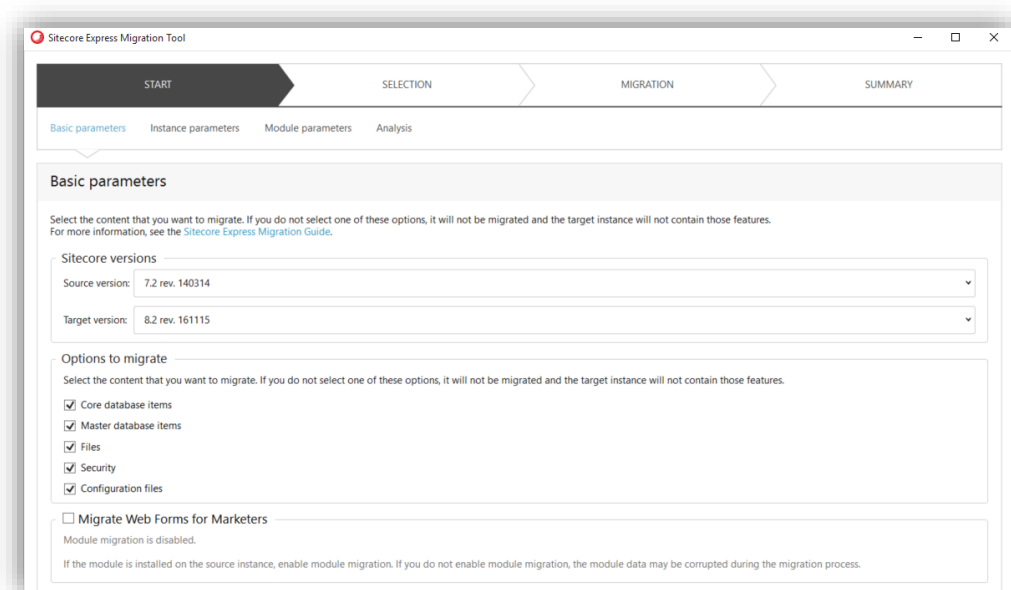 Sitecore Express Migration Tool
START SELECTION MIGRATION SUMMARY
Basic parameters Instance parameters Module parameters Analysis
Basic parameters
Select the content that you want to migrate. If you do not select one of these options, it will not be migrated and the target instance will not contain those features.
For more information, see the Sitecore Express Migration Guide.
Sitecore versions
Source version: 7.2 rev. 140314
Target version: 8.2 rev. 161115
Options to migrate
Select the content that you want to migrate. If you do not select one of these options, it will not be migrated and the target instance will not contain those features.
Core database items
Master database items
Files
Security
Configuration files
Migrate Web Forms for Marketers
Module migration is disabled.
If the module is installed on the source instance, enable module migration. If you do not enable module migration, the module data may be corrupted during the migration process.